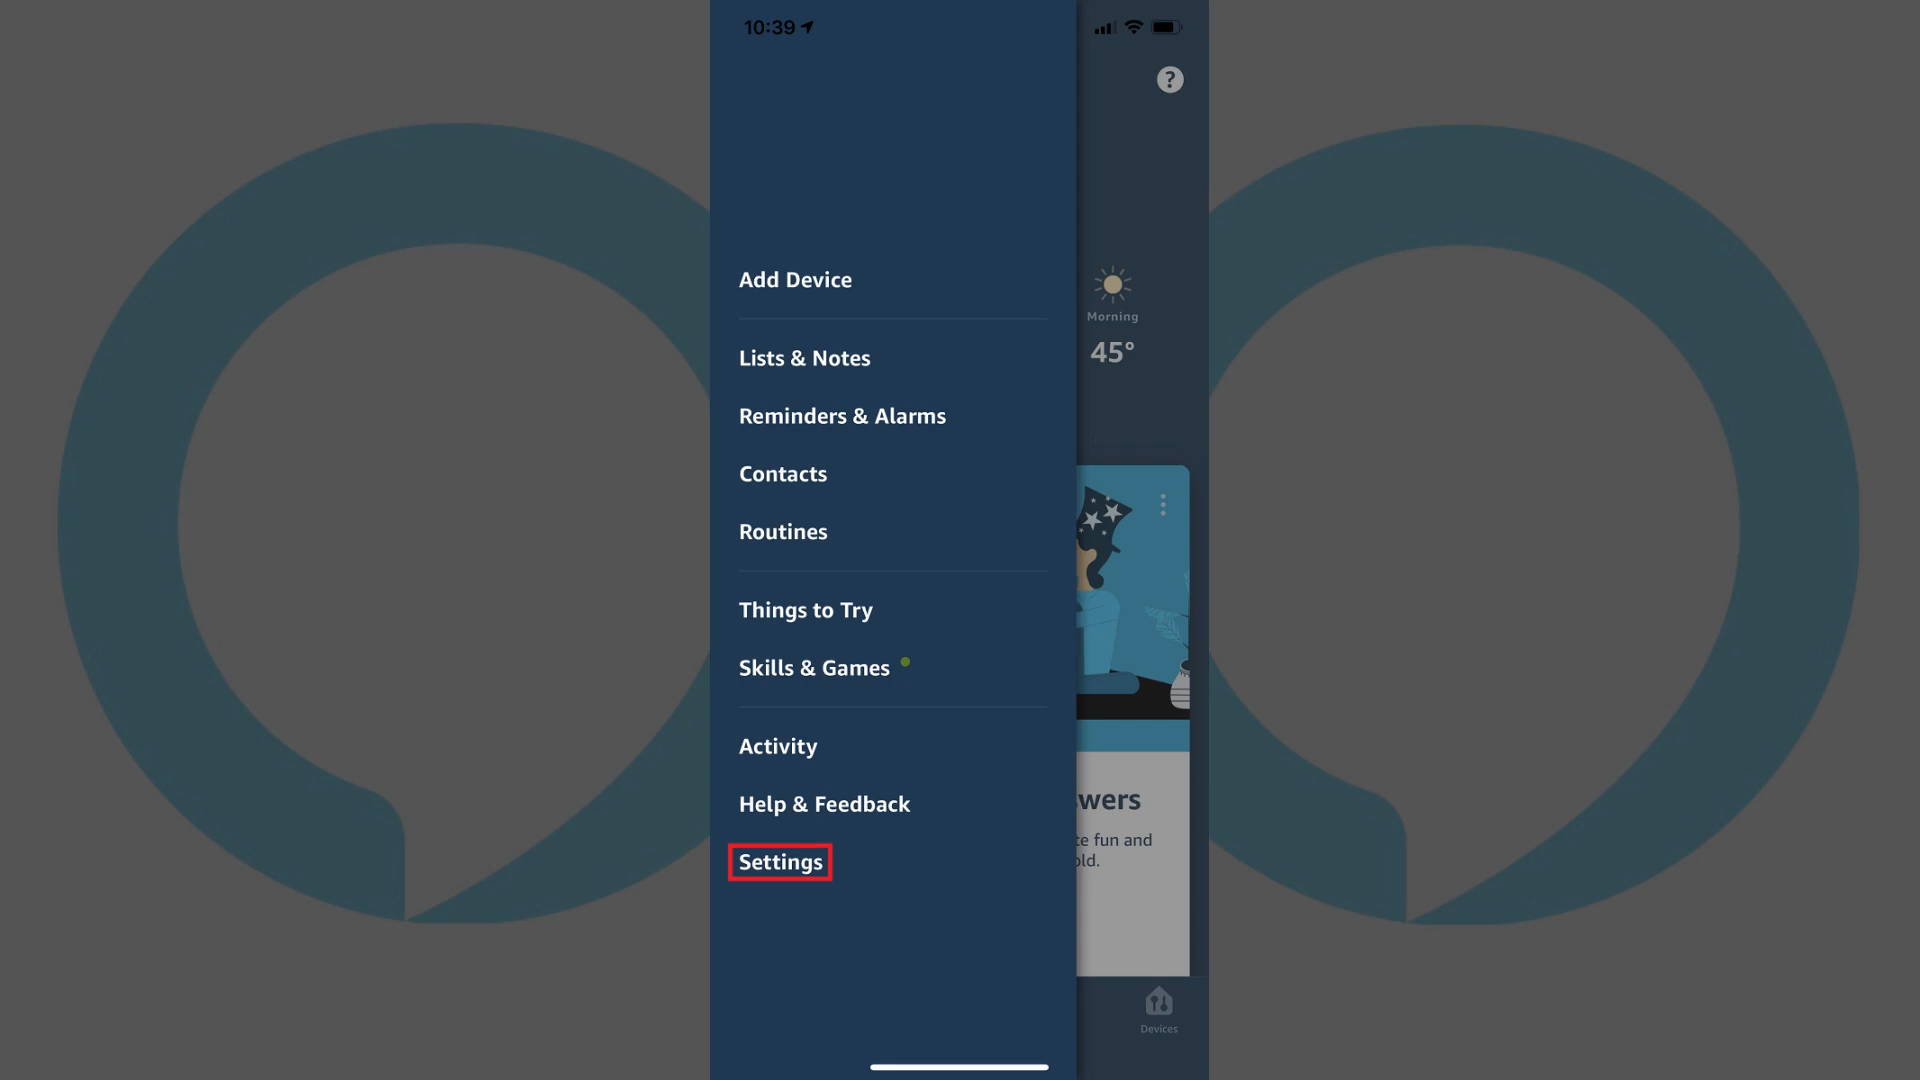 10:39
?
Add Device
Morning
45°
Lists & Notes
Reminders & Alarms
Contacts
Routines
Things to Try
Skills & Games
Activity
Help & Feedback
Settings
wers
te fun and
old.
Devices